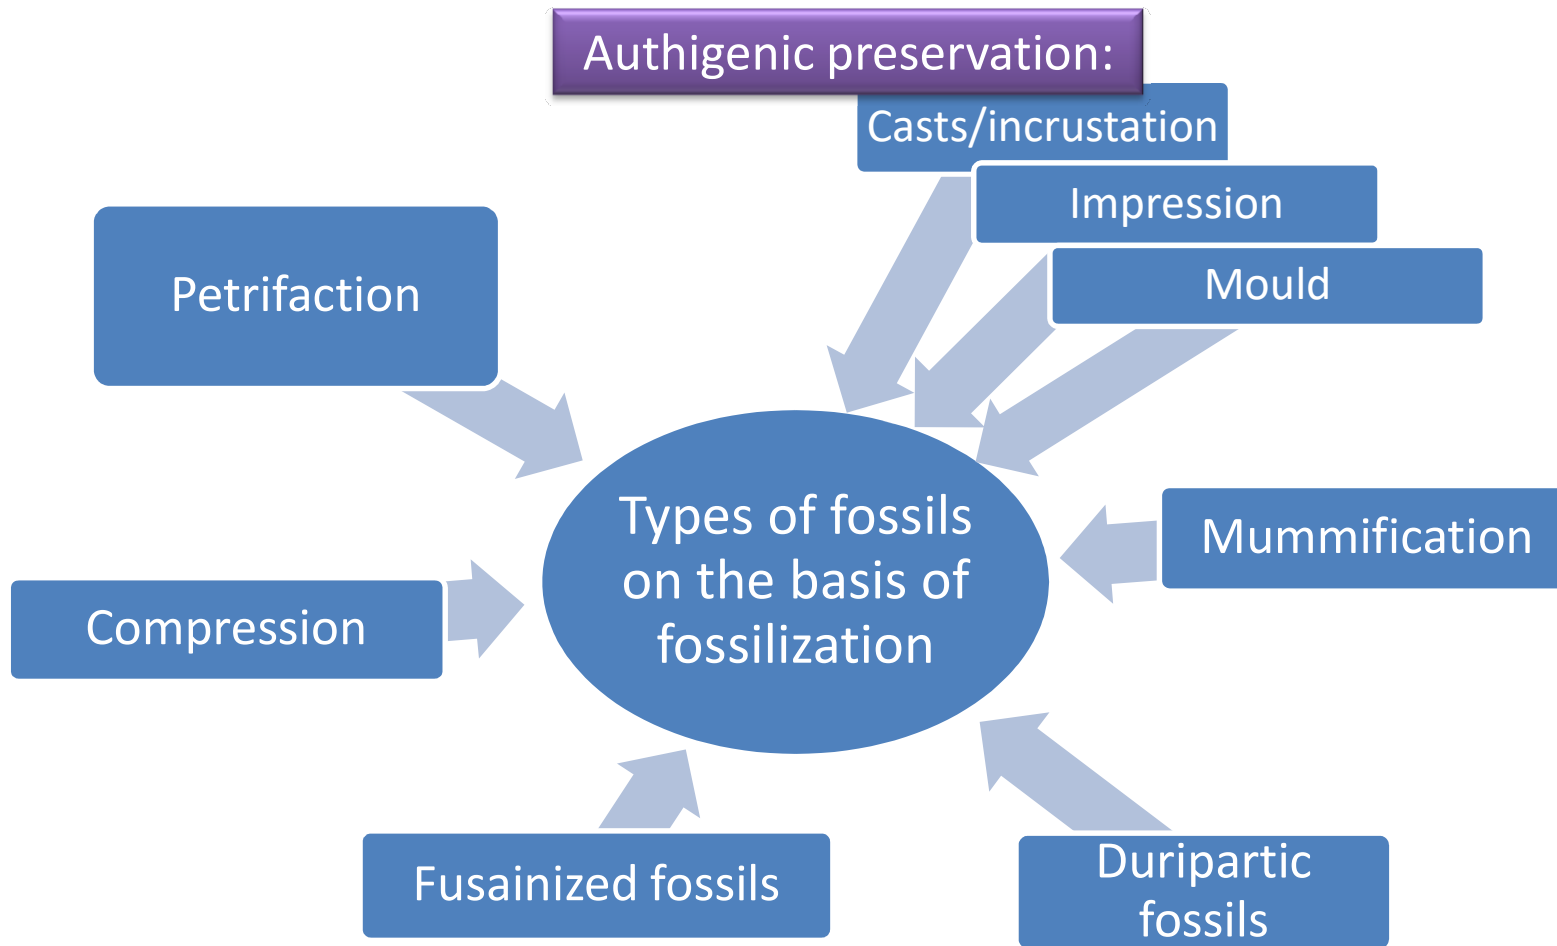 Authigenic preservation:
Casts/incrustation
Impression
Mould
Petrifaction
Types of fossils
on the basis of
fossilization
Mummification
Compression
Fusainized fossils
Duripartic
fossils